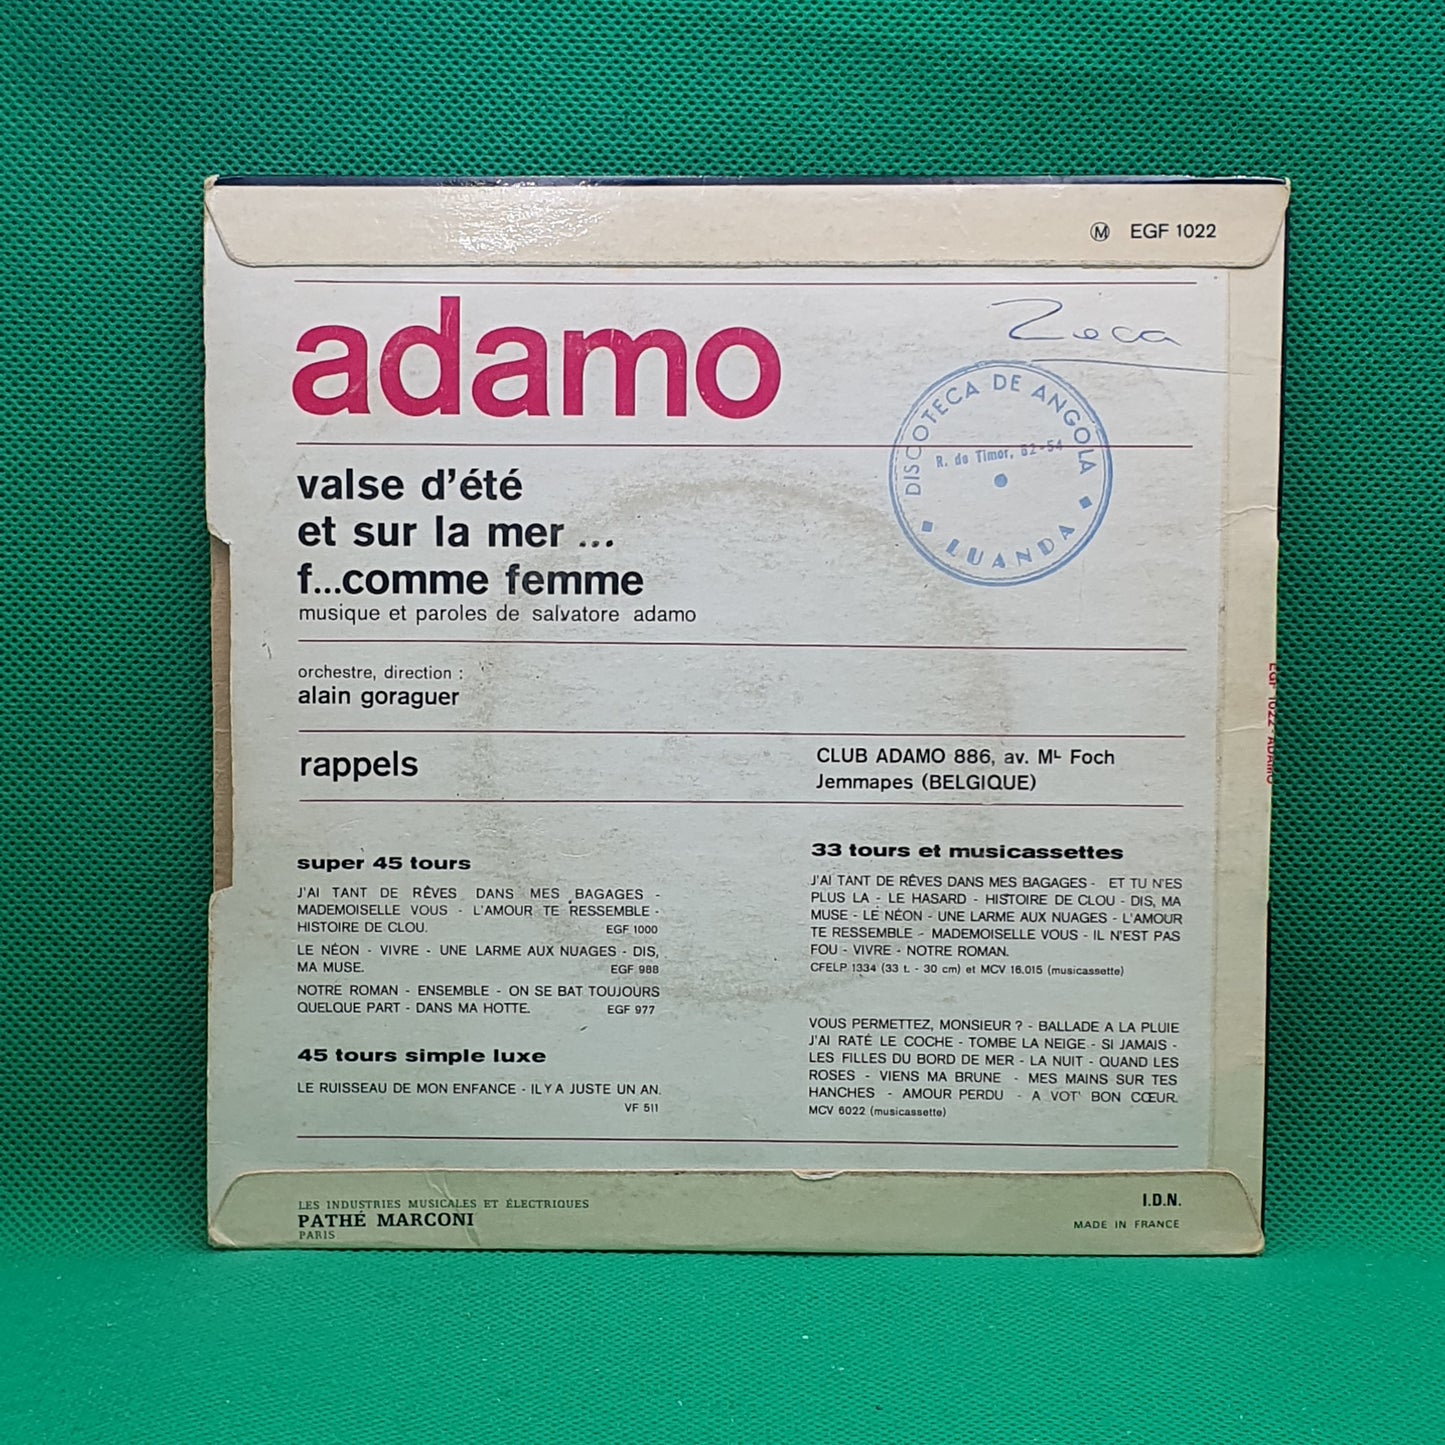 Ⓜ EGF 1022
adamo
Zeca
DISCOTECA DE ANGOLA
R. de Timor, 52-54
LUANDA
valse d'été
et sur la mer ...
f...comme femme
musique et paroles de salvatore adamo
orchestre, direction :
alain goraguer
EGF 1022 - ADAMO
rappels
CLUB ADAMO 886, av. ML Foch
Jemmapes (BELGIQUE)
super 45 tours
J'AI TANT DE RÊVES DANS MES BAGAGES -
MADEMOISELLE VOUS - L'AMOUR TE RESSEMBLE -
HISTOIRE DE CLOU. EGF 1000
LE NÉON - VIVRE - UNE LARME AUX NUAGES - DIS,
MA MUSE. EGF 988
NOTRE ROMAN - ENSEMBLE - ON SE BAT TOUJOURS
QUELQUE PART - DANS MA HOTTE. EGF 977
45 tours simple luxe
LE RUISSEAU DE MON ENFANCE - IL Y A JUSTE UN AN.
VF 511
33 tours et musicassettes
J'AI TANT DE RÊVES DANS MES BAGAGES - ET TU N'ES
PLUS LA - LE HASARD - HISTOIRE DE CLOU - DIS, MA
MUSE - LE NÉON - UNE LARME AUX NUAGES - L'AMOUR
TE RESSEMBLE - MADEMOISELLE VOUS - IL N'EST PAS
FOU - VIVRE - NOTRE ROMAN.
CFELP 1334 (33 t. - 30 cm) et MCV 16.015 (musicassette)
VOUS PERMETTEZ, MONSIEUR ? - BALLADE A LA PLUIE
J'AI RATÉ LE COCHE - TOMBE LA NEIGE - SI JAMAIS -
LES FILLES DU BORD DE MER - LA NUIT - QUAND LES
ROSES - VIENS MA BRUNE - MES MAINS SUR TES
HANCHES - AMOUR PERDU - A VOT' BON CŒUR.
MCV 6022 (musicassette)
LES INDUSTRIES MUSICALES ET ÉLECTRIQUES
PATHÉ MARCONI
PARIS
I.D.N.
MADE IN FRANCE